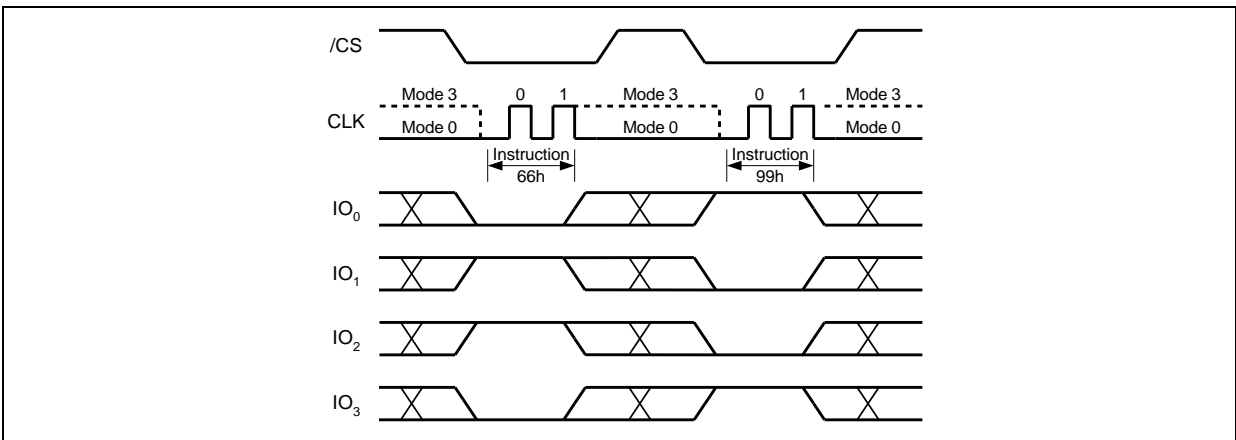 /CS
Mode 3 0 1 Mode 3 0 1 Mode 3
CLK
Mode 0 Mode 0 Mode 0
Instruction Instruction
66h 99h
IO0
IO1
IO2
IO3